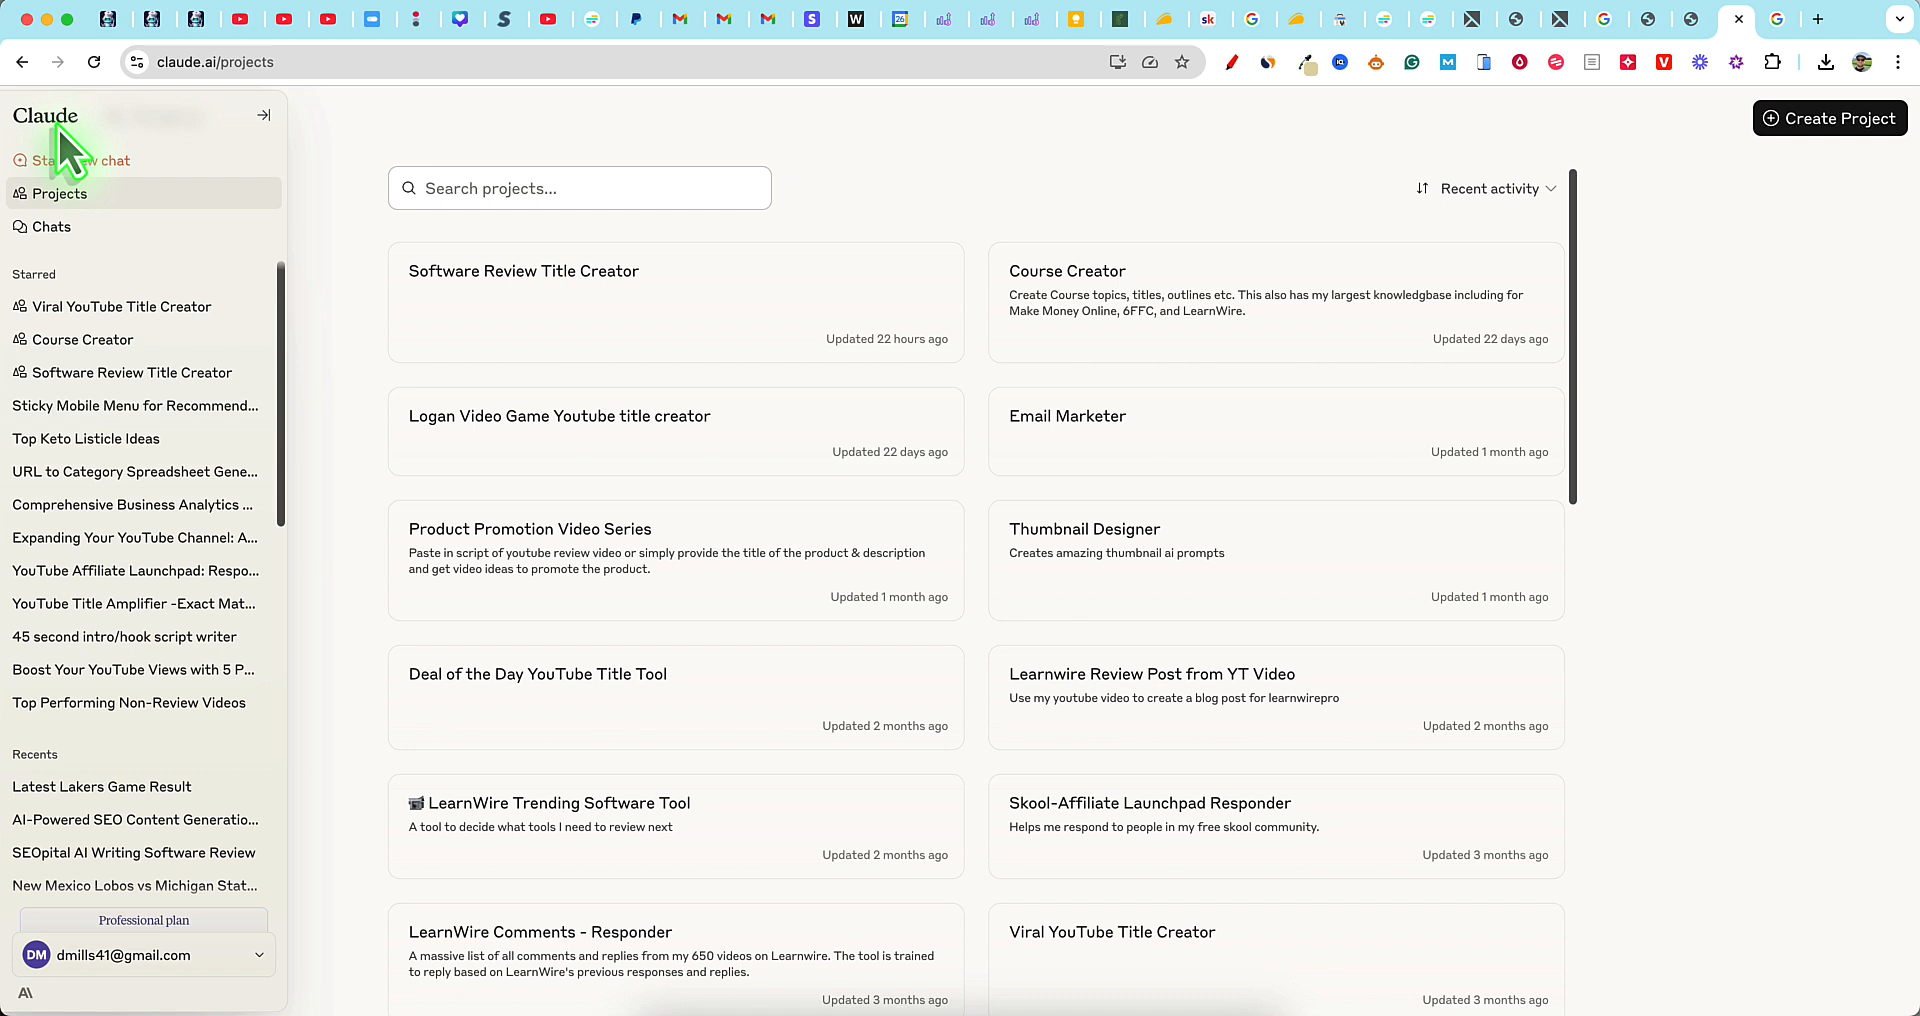 26
sk
claude.ai/projects
Claude
Start new chat
Projects
Chats
Starred
Viral YouTube Title Creator
Course Creator
Software Review Title Creator
Sticky Mobile Menu for Recommend...
Top Keto Listicle Ideas
URL to Category Spreadsheet Gene...
Comprehensive Business Analytics ...
Expanding Your YouTube Channel: A...
YouTube Affiliate Launchpad: Respo...
YouTube Title Amplifier -Exact Mat...
45 second intro/hook script writer
Boost Your YouTube Views with 5 P...
Top Performing Non-Review Videos
Recents
Latest Lakers Game Result
AI-Powered SEO Content Generatio...
SEOpital AI Writing Software Review
New Mexico Lobos vs Michigan Stat...
Professional plan
DM dmills41@gmail.com
Create Project
Search projects...
Recent activity
Software Review Title Creator
Updated 22 hours ago
Course Creator
Create Course topics, titles, outlines etc. This also has my largest knowledgbase including for
Make Money Online, 6FFC, and LearnWire.
Updated 22 days ago
Logan Video Game Youtube title creator
Updated 22 days ago
Email Marketer
Updated 1 month ago
Product Promotion Video Series
Paste in script of youtube review video or simply provide the title of the product & description
and get video ideas to promote the product.
Updated 1 month ago
Thumbnail Designer
Creates amazing thumbnail ai prompts
Updated 1 month ago
Deal of the Day YouTube Title Tool
Updated 2 months ago
Learnwire Review Post from YT Video
Use my youtube video to create a blog post for learnwirepro
Updated 2 months ago
LearnWire Trending Software Tool
A tool to decide what tools I need to review next
Updated 2 months ago
Skool-Affiliate Launchpad Responder
Helps me respond to people in my free skool community.
Updated 3 months ago
LearnWire Comments - Responder
A massive list of all comments and replies from my 650 videos on Learnwire. The tool is trained
to reply based on LearnWire's previous responses and replies.
Updated 3 months ago
Viral YouTube Title Creator
Updated 3 months ago